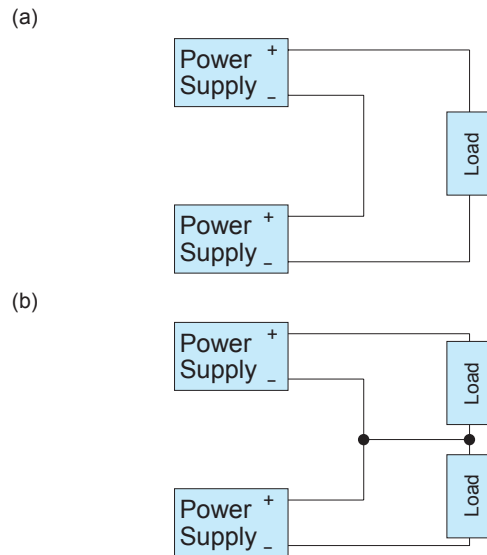 (a)
Power +
Supply –
Load
Power +
Supply –
(b)
Power +
Supply –
Load
Load
Power +
Supply –